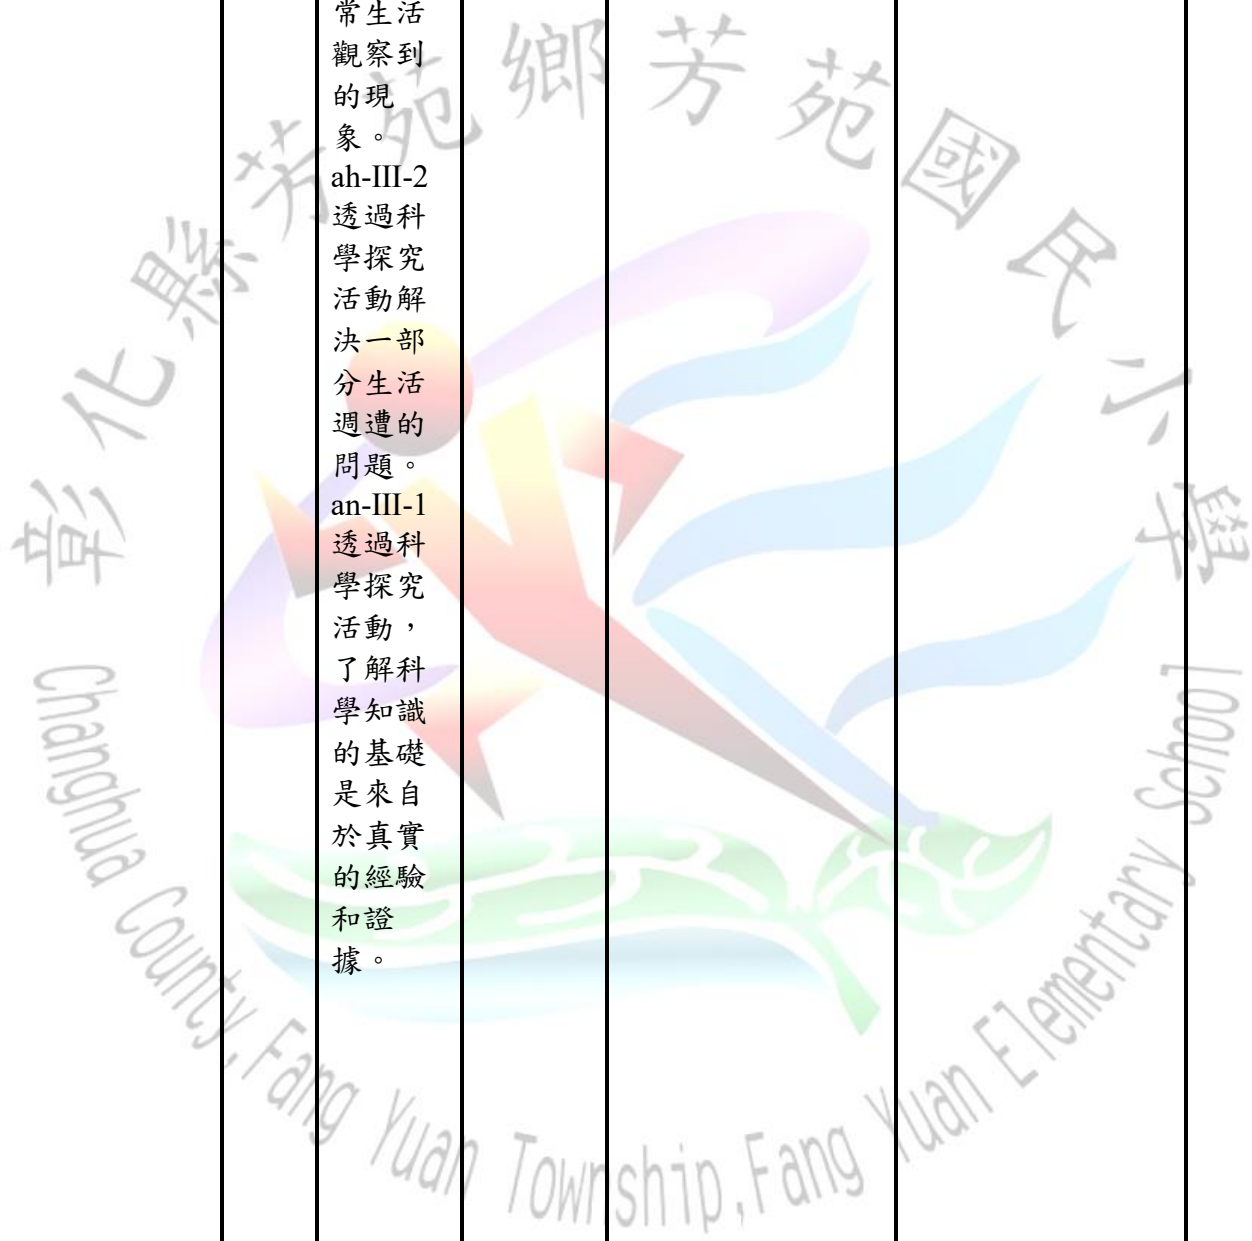 常生活
觀察到
的現
象。
ah-III-2
透過科
學探究
活動解
決一部
分生活
週遭的
問題。
an-III-1
透過科
學探究
活動，
了解科
學知識
的基礎
是來自
於真實
的經驗
和證
據。
彰化縣芳苑鄉芳苑國民小學
Changhua County, Fang Yuan Township, Fang Yuan Elementary School